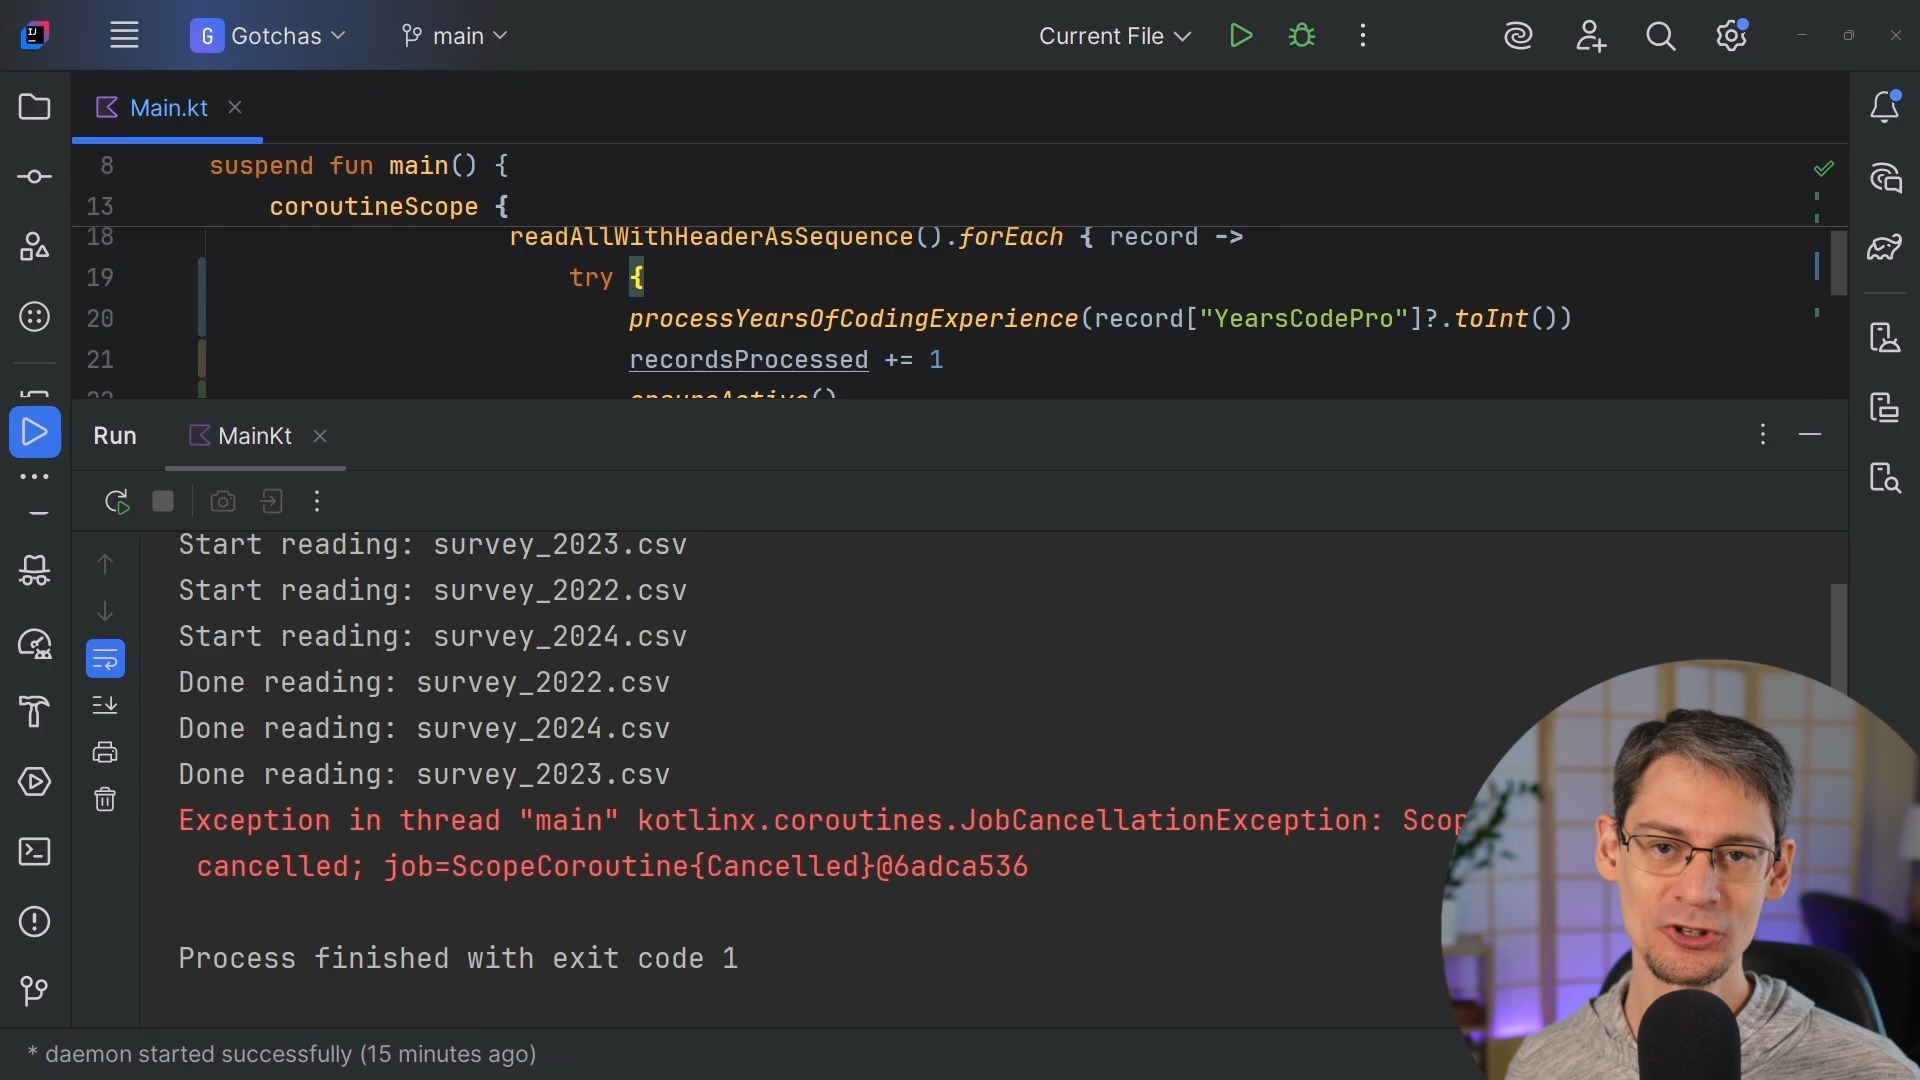 G Gotchas
main
Current File
Main.kt
8 suspend fun main() {
13 coroutineScope {
18 readAllWithHeaderAsSequence().forEach { record ->
19 try {
20 processYearsOfCodingExperience(record["YearsCodePro"]?.toInt())
21 recordsProcessed += 1
22 ensureActive()
Run MainKt
Start reading: survey_2023.csv
Start reading: survey_2022.csv
Start reading: survey_2024.csv
Done reading: survey_2022.csv
Done reading: survey_2024.csv
Done reading: survey_2023.csv
Exception in thread "main" kotlinx.coroutines.JobCancellationException:
cancelled; job=ScopeCoroutine{Cancelled}@6adca536
Process finished with exit code 1
* daemon started successfully (15 minutes ago)